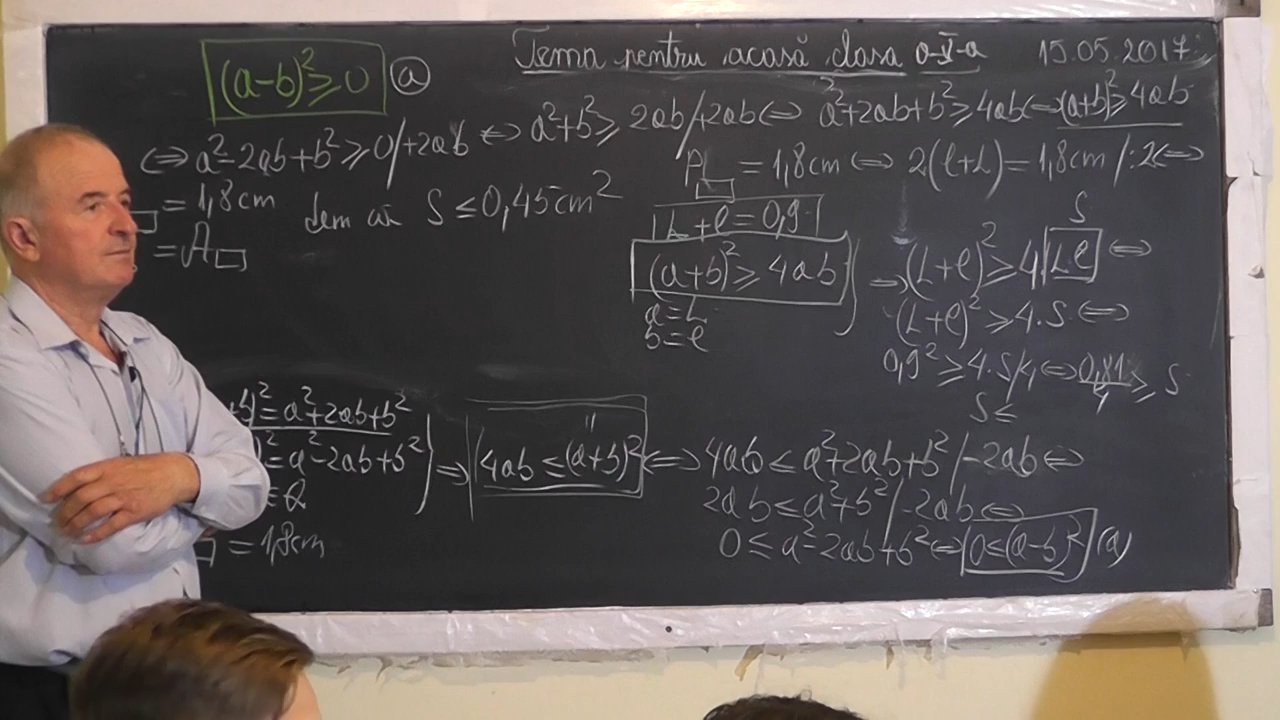 Tema pentru acasă clasa a-V-a 15.05.2017
(a-b)² ≥ 0 (a)
⇔ a²-2ab+b² ≥ 0/+2ab ⇔ a²+b² ≥ 2ab/+2ab ⇔ a²+2ab+b² ≥ 4ab ⇔ (a+b)² ≥ 4ab
= 1,8cm dem că S ≤ 0,45cm²
= A□
P□ = 1,8cm ⇔ 2(l+L) = 1,8cm /:2 ⇔
L+l = 0,9
(a+b)² ≥ 4ab
a=L
b=l
S
⇒ (L+l)² ≥ 4 Ll ⇔
(L+l)² ≥ 4·S ⇔
0,9² ≥ 4·S/4 ⇔ 0,81/4 ≥ S
S ≤
)² = a²+2ab+b²
)² = a²-2ab+b²
∈ Q
□ = 1,8cm
⇒ 4ab ≤ (a+b)² ⇔ 4ab ≤ a²+2ab+b² /-2ab ⇔
2ab ≤ a²+b² /-2ab ⇔
0 ≤ a²-2ab+b² ⇔ 0 ≤ (a-b)² (a)